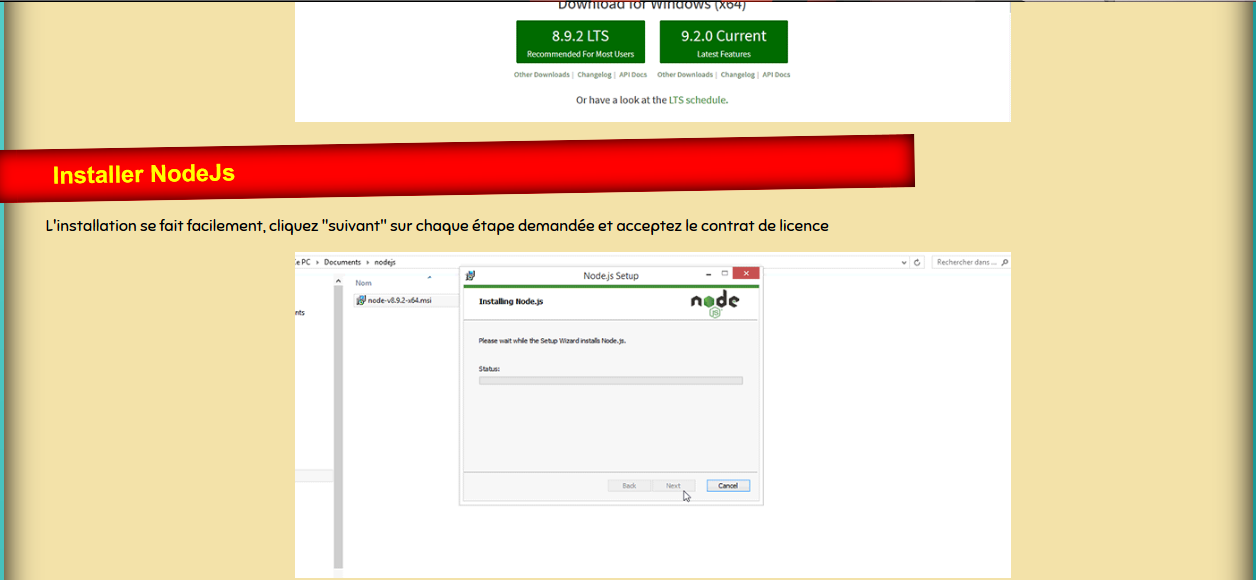 Download for Windows (x64)
8.9.2 LTS
Recommended For Most Users
9.2.0 Current
Latest Features
Other Downloads | Changelog | API Docs
Other Downloads | Changelog | API Docs
Or have a look at the LTS schedule.
Installer NodeJs
L'installation se fait facilement, cliquez "suivant" sur chaque étape demandée et acceptez le contrat de licence
PC › Documents › nodejs
Rechercher dans ...
Nom
node-v8.9.2-x64.msi
nts
Node.js Setup
Installing Node.js
node
JS
Please wait while the Setup Wizard installs Node.js.
Status:
Back
Next
Cancel